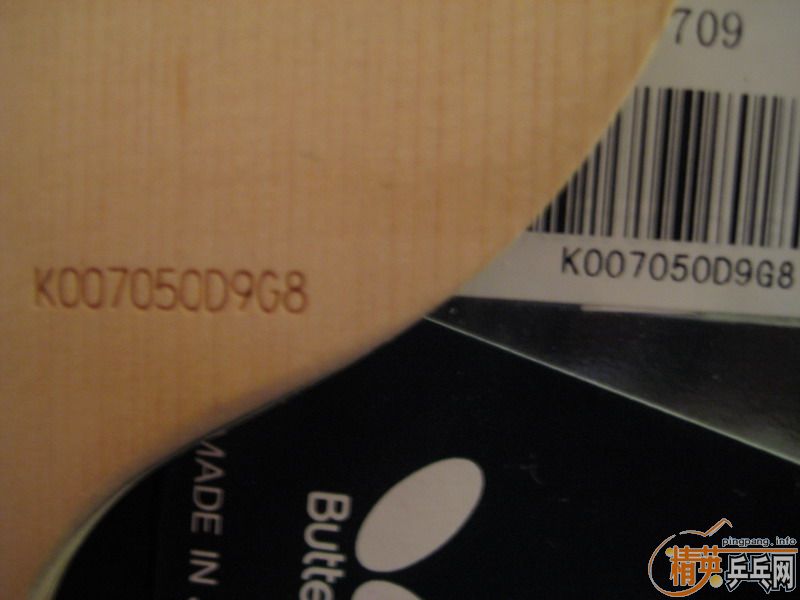 709
K007050D9G8
K007050D9G8
MADE IN
Butte
pingpang.info
精英乒乓网